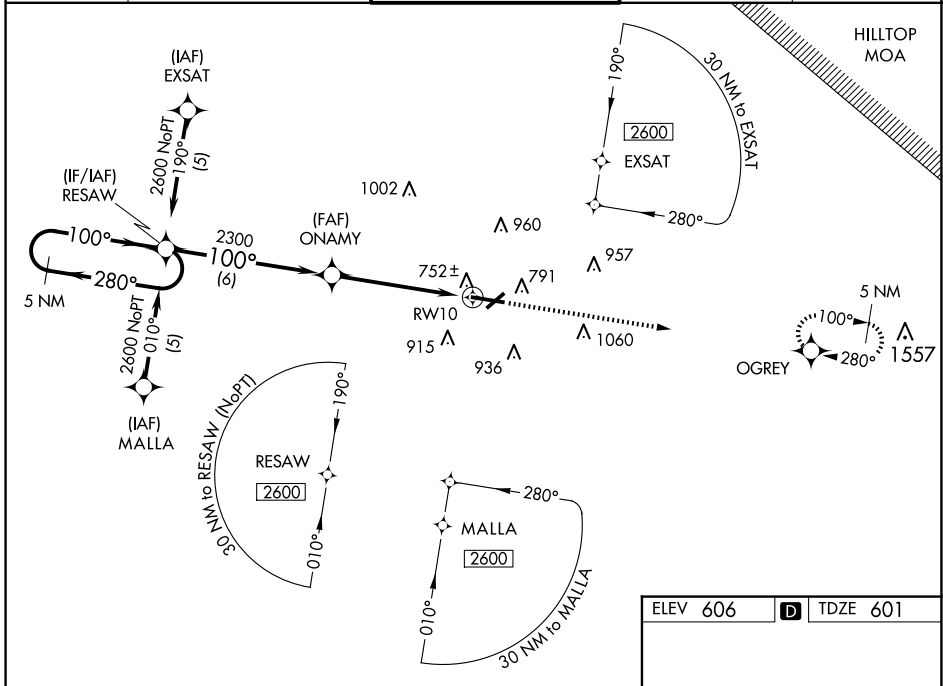 HILLTOP
MOA
(IAF)
EXSAT
2600 NoPT
190°
(5)
190°
30 NM to EXSAT
2600
EXSAT
280°
(IF/IAF)
RESAW
1002
960
(FAF)
ONAMY
957
100°
2300
100°
(6)
280°
752±
791
5 NM
RW10
5 NM
2600 NoPT
010°
(5)
915
936
1060
OGREY
100°
280°
1557
(IAF)
MALLA
30 NM to RESAW (NoPT)
190°
RESAW
2600
010°
280°
MALLA
2600
010°
30 NM to MALLA
ELEV 606 D TDZE 601